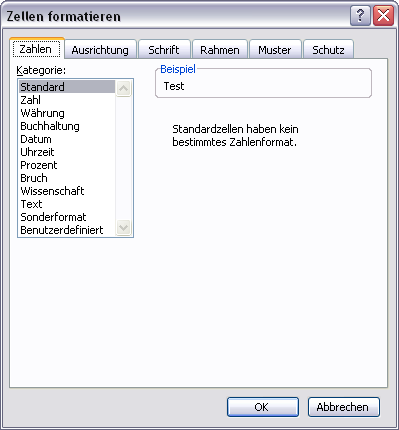 Zellen formatieren
Zahlen Ausrichtung Schrift Rahmen Muster Schutz
Kategorie:
Standard
Zahl
Währung
Buchhaltung
Datum
Uhrzeit
Prozent
Bruch
Wissenschaft
Text
Sonderformat
Benutzerdefiniert
Beispiel
Test
Standardzellen haben kein
bestimmtes Zahlenformat.
OK Abbrechen